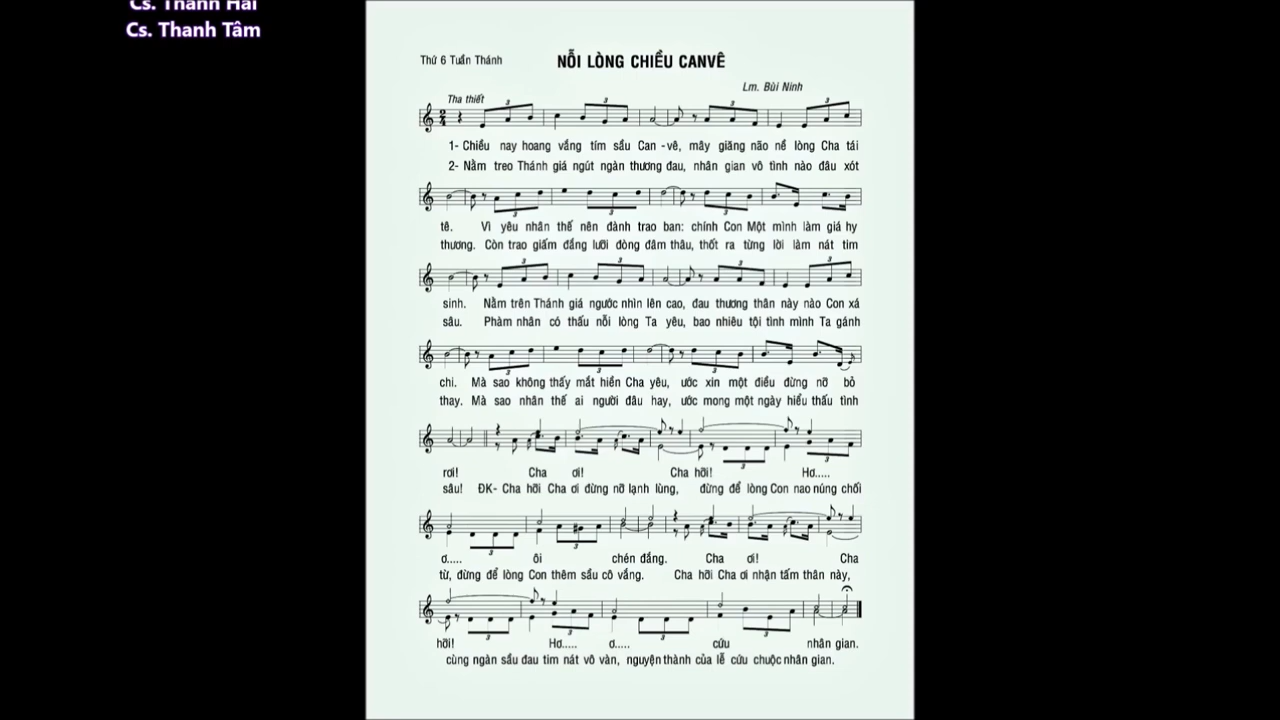 Cs. Thanh Hải
Cs. Thanh Tâm
Thứ 6 Tuần Thánh
NỖI LÒNG CHIỀU CANVÊ
Lm. Bùi Ninh
Tha thiết
1- Chiều nay hoang vắng tím sầu Can -vê, mây giăng não nề lòng Cha tái
2- Nằm treo Thánh giá ngút ngàn thương đau, nhân gian vô tình nào đâu xót
tê. Vì yêu nhân thế nên đành trao ban: chính Con Một mình làm giá hy
thương. Còn trao giấm đắng lưỡi đòng đâm thâu, thốt ra từng lời làm nát tim
sinh. Nằm trên Thánh giá ngước nhìn lên cao, đau thương thân này nào Con xá
sâu. Phàm nhân có thấu nỗi lòng Ta yêu, bao nhiêu tội tình mình Ta gánh
chi. Mà sao không thấy mắt hiền Cha yêu, ước xin một điều đừng nỡ bỏ
thay. Mà sao nhân thế ai người đâu hay, ước mong một ngày hiểu thấu tình
rơi! Cha ơi! Cha hỡi! Hơ.....
sâu! ĐK- Cha hỡi Cha ơi đừng nỡ lạnh lùng, đừng để lòng Con nao núng chối
ơ..... ôi chén đắng. Cha ơi! Cha
từ, đừng để lòng Con thêm sầu cô vắng. Cha hỡi Cha ơi nhận tấm thân này,
hỡi! Hơ..... ơ..... cứu nhân gian.
cùng ngàn sầu đau tim nát vô vàn, nguyện thành của lễ cứu chuộc nhân gian.